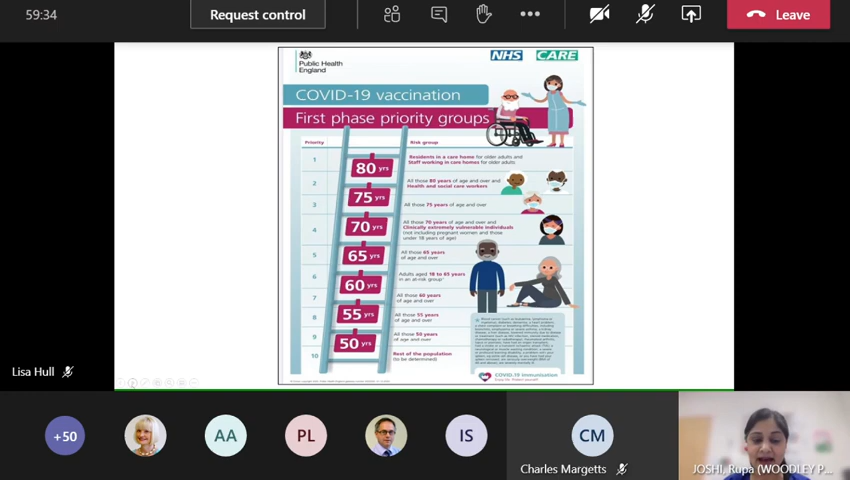 59:34
Request control
Leave
Public Health
England
NHS
CARE
COVID-19 vaccination
First phase priority groups
Priority
Risk group
1
Residents in a care home for older adults and
Staff working in care homes for older adults
80 yrs
2
All those 80 years of age and over and
Health and social care workers
75 yrs
3
All those 75 years of age and over
70 yrs
4
All those 70 years of age and over and
Clinically extremely vulnerable individuals
(not including pregnant women and those
under 18 years of age)
65 yrs
5
All those 65 years
of age and over
60 yrs
6
Adults aged 18 to 65 years
in an at-risk group
7
All those 60 years
of age and over
55 yrs
8
All those 55 years
of age and over
50 yrs
9
All those 50 years
of age and over
10
Rest of the population
(to be determined)
COVID-19 immunisation
Lisa Hull
+50
AA
PL
IS
CM
Charles Margetts
JOSHI, Rupa (WOODLEY P...